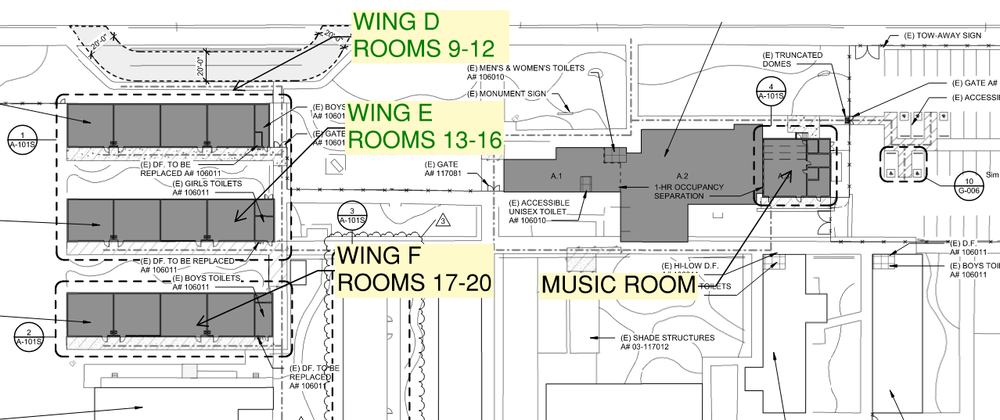 WING D
ROOMS 9-12
20'-0"
20'-0"
20'-0"
(E) TOW-AWAY SIGN
(E) TRUNCATED
DOMES
(E) MEN'S & WOMEN'S TOILETS
A# 106010
(E) MONUMENT SIGN
4
A-101S
(E) GATE A#
(E) BOYS
WING E
ROOMS 13-16
1
A-101S
(E) GATE
(E) DF. TO BE
REPLACED A# 106011
(E) GATE
A# 117081
(E) GIRLS TOILETS
A# 106011
A.1
A.2
1-HR OCCUPANCY
SEPARATION
10
G-006
Sim
(E) ACCESSIBLE
UNISEX TOILET
A# 106010
3
A-101S
3
(E) DF. TO BE REPLACED
A# 106011
(E) BOYS TOILETS
A# 106011
WING F
ROOMS 17-20
(E) HI-LOW D.F.
TOILETS
MUSIC ROOM
(E) D.F.
A# 106011
(E) BOYS TOI
A# 106011
2
A-101S
(E) SHADE STRUCTURES
A# 03-117012
(E) DF. TO BE
REPLACED
A# 106011